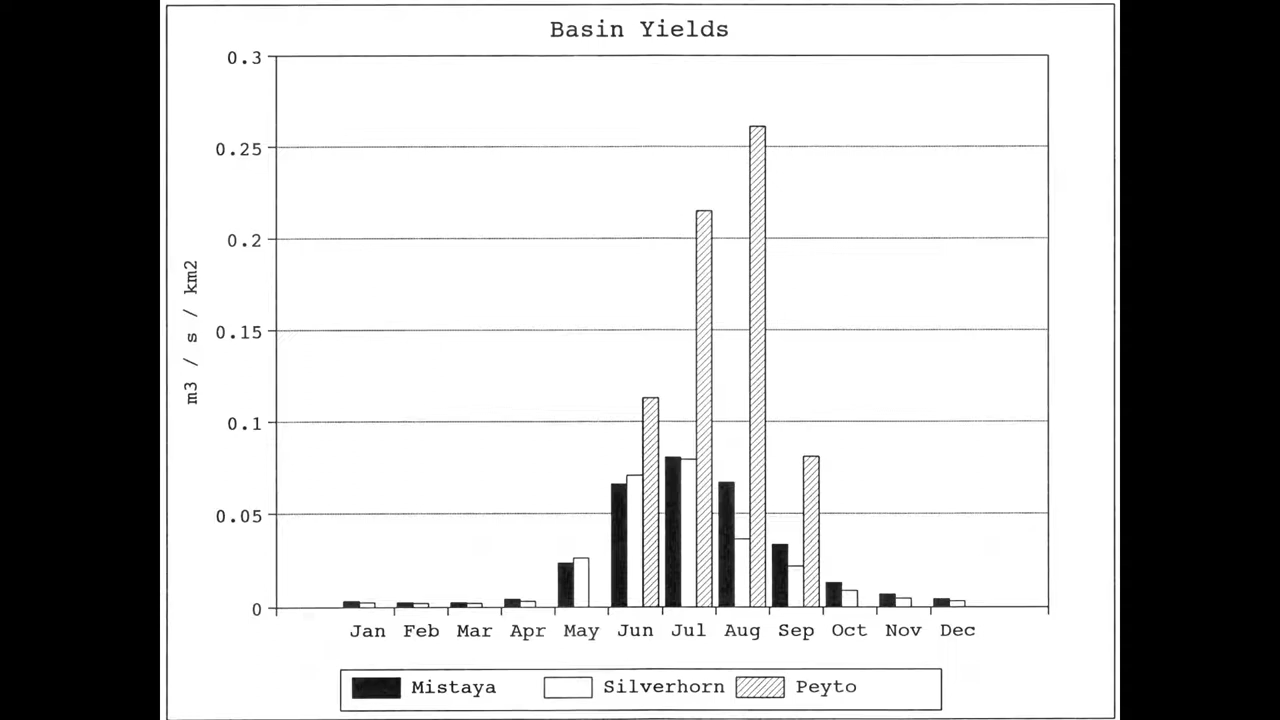 Basin Yields
0.3
0.25
0.2
0.15
0.1
0.05
0
m3 / s / km2
Jan Feb Mar Apr May Jun Jul Aug Sep Oct Nov Dec
Mistaya Silverhorn Peyto